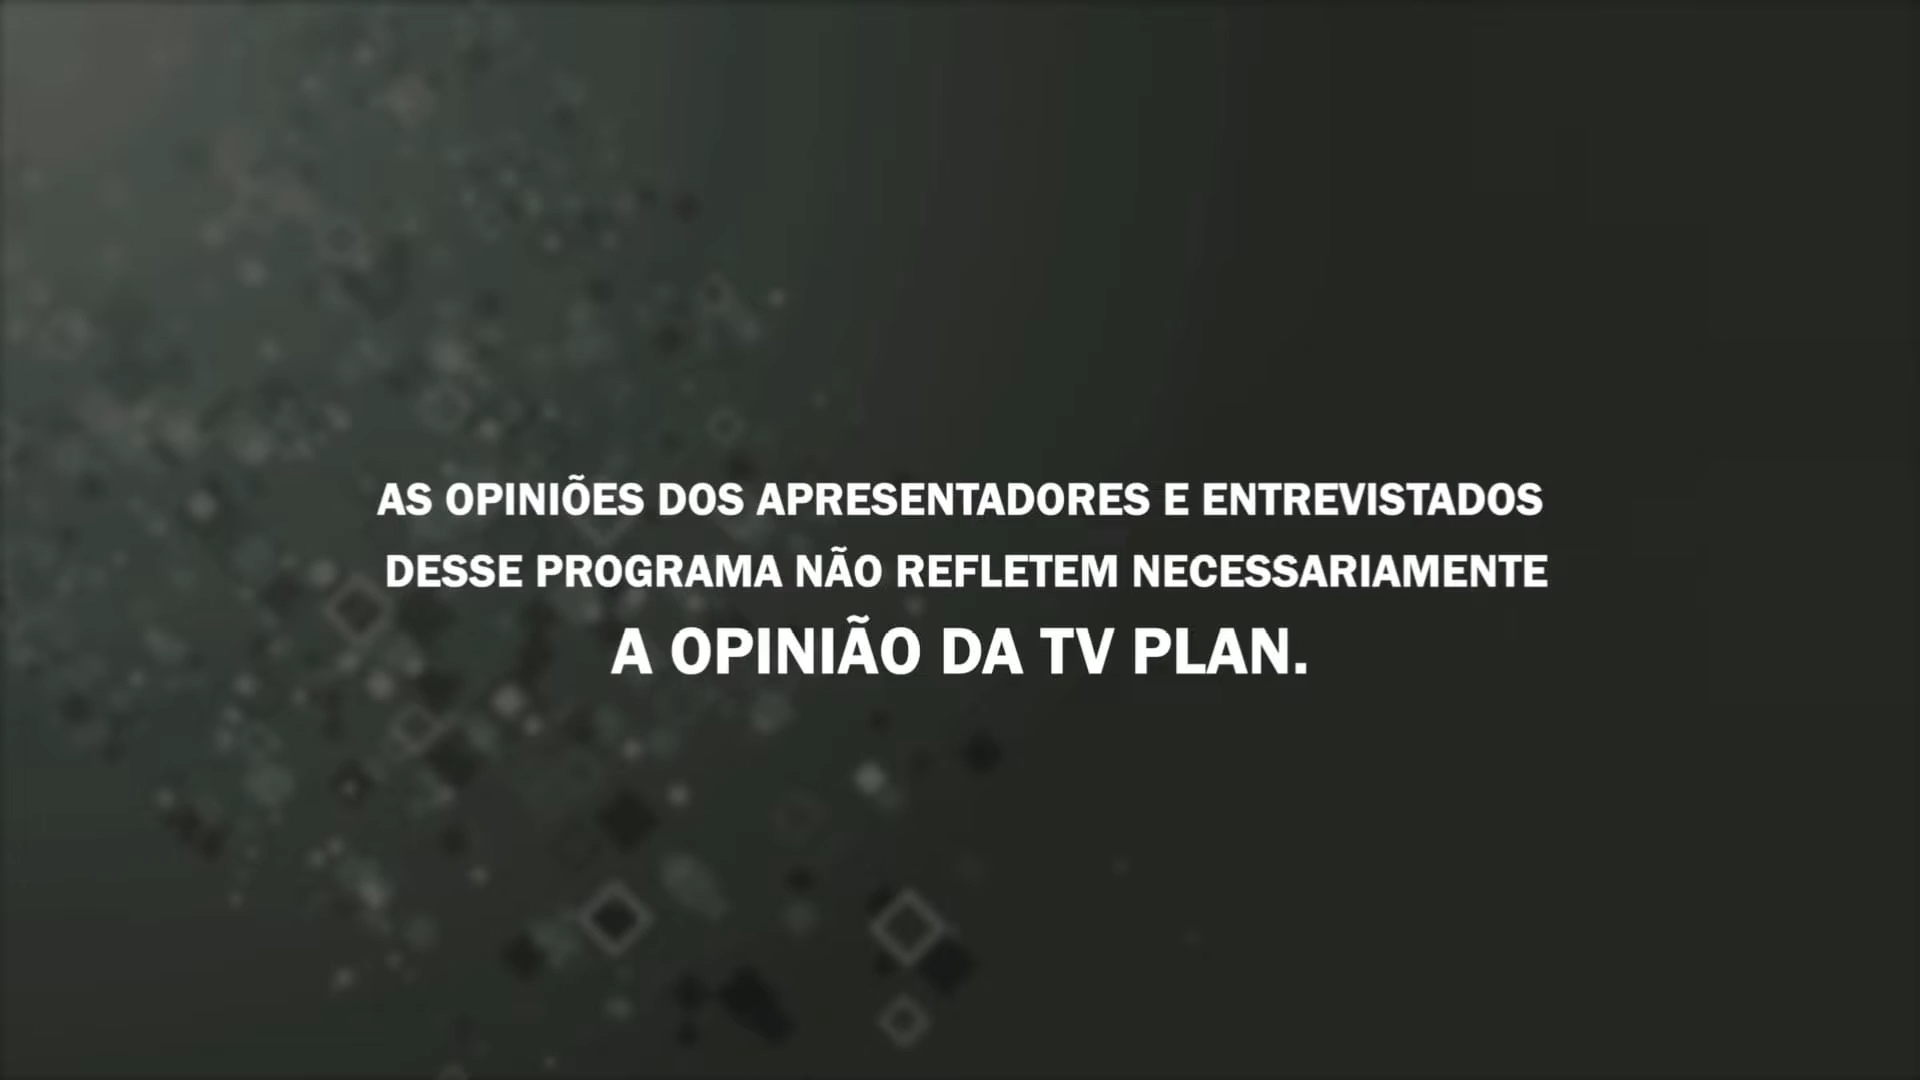 AS OPINIÕES DOS APRESENTADORES E ENTREVISTADOS
DESSE PROGRAMA NÃO REFLETEM NECESSARIAMENTE
A OPINIÃO DA TV PLAN.